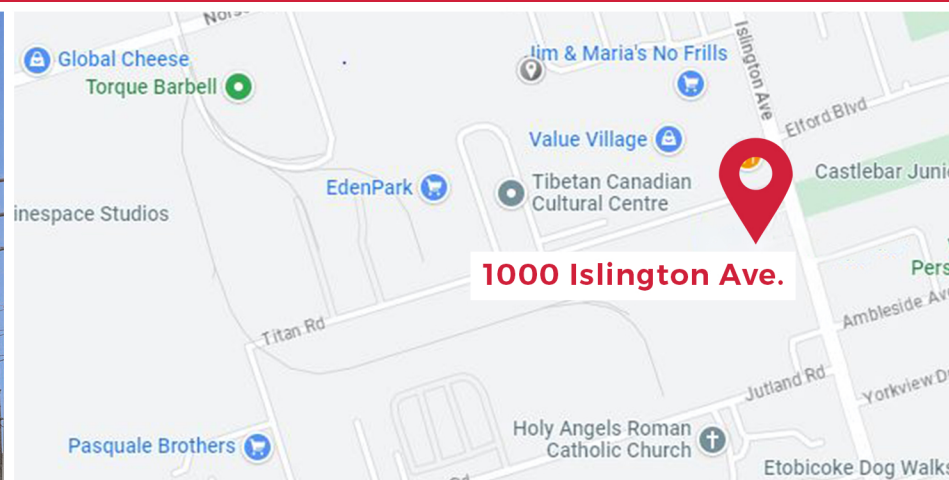 Global Cheese
Torque Barbell
Jim & Maria's No Frills
Islington Ave
Elford Blvd
Value Village
EdenPark
Tibetan Canadian
Cultural Centre
Castlebar Juni
inespace Studios
1000 Islington Ave.
Pers
Ambleside Av
Titan Rd
Jutland Rd
Yorkview D
Pasquale Brothers
Holy Angels Roman
Catholic Church
Etobicoke Dog Walks